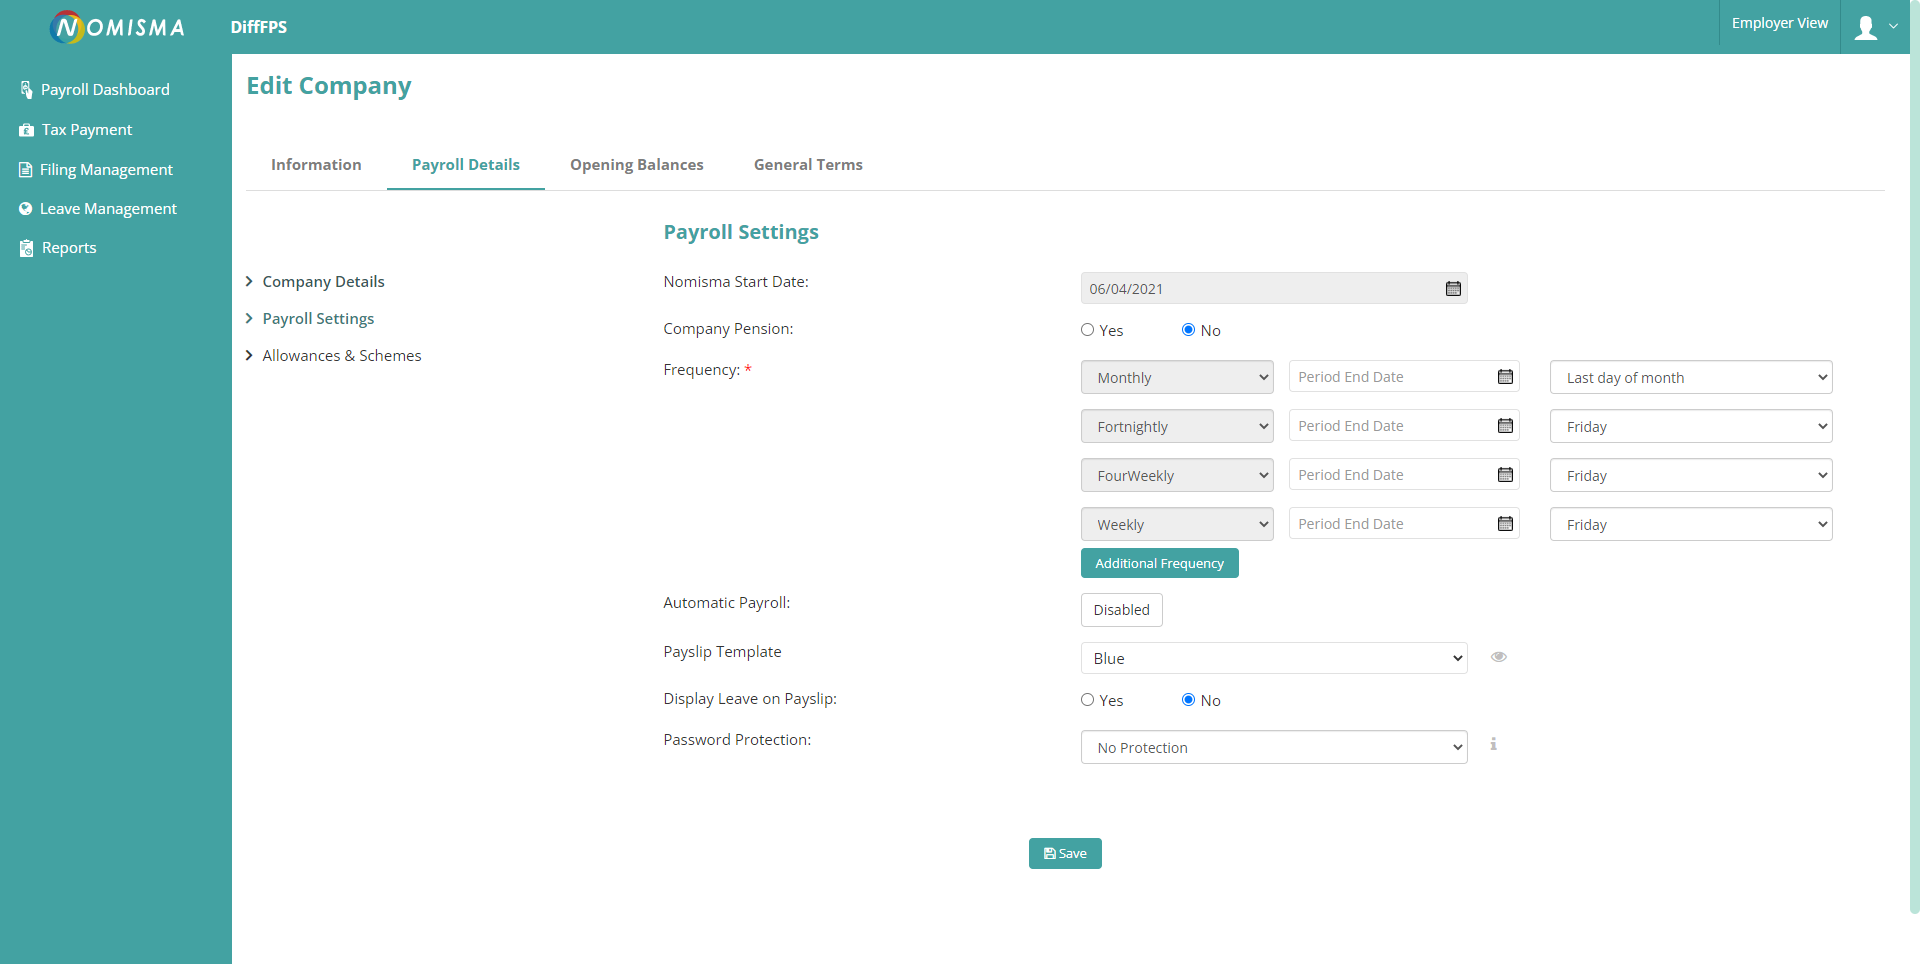 NOMISMA
DiffFPS
Employer View
Payroll Dashboard
Tax Payment
Filing Management
Leave Management
Reports
Edit Company
Information
Payroll Details
Opening Balances
General Terms
Company Details
Payroll Settings
Allowances & Schemes
Payroll Settings
Nomisma Start Date:
06/04/2021
Company Pension:
Yes
No
Frequency: *
Monthly
Period End Date
Last day of month
Fortnightly
Period End Date
Friday
FourWeekly
Period End Date
Friday
Weekly
Period End Date
Friday
Additional Frequency
Automatic Payroll:
Disabled
Payslip Template
Blue
Display Leave on Payslip:
Yes
No
Password Protection:
No Protection
Save